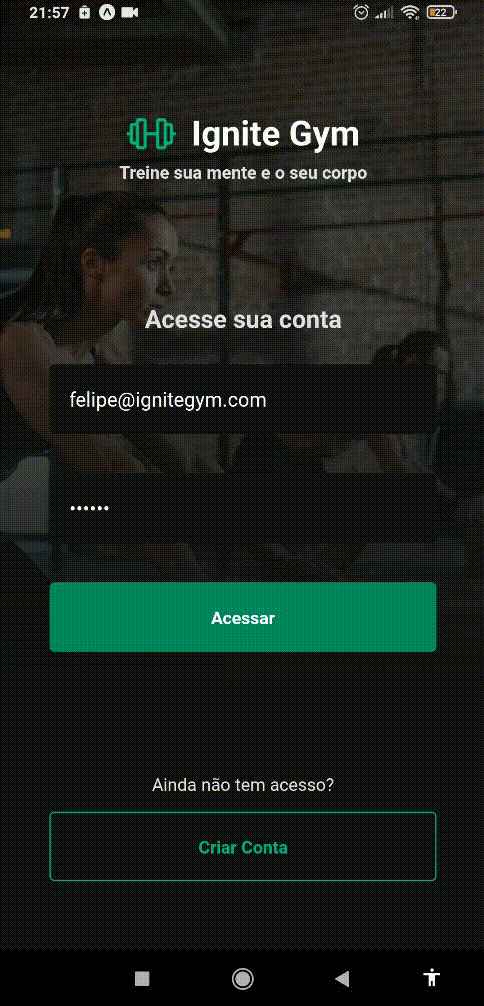 21:57
22
Ignite Gym
Treine sua mente e o seu corpo
Acesse sua conta
felipe@ignitegym.com
••••••
Acessar
Ainda não tem acesso?
Criar Conta